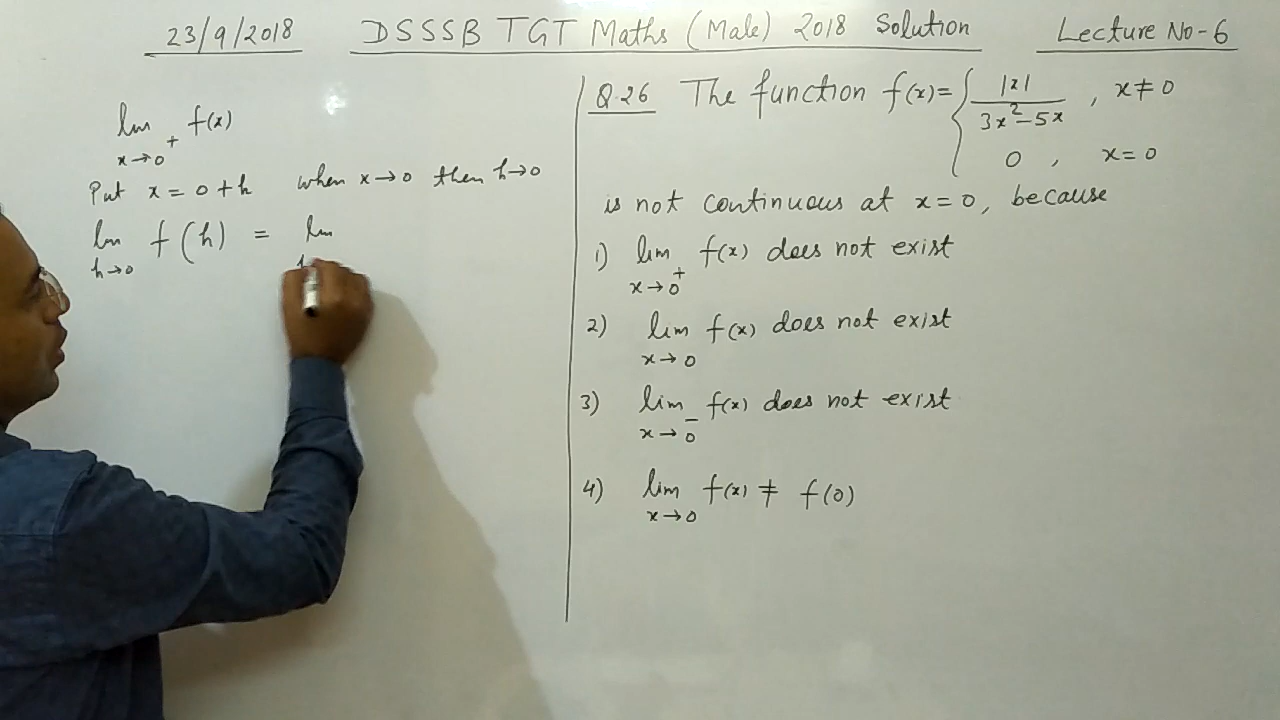 23/9/2018 DSSSB TGT Maths (Male) 2018 Solution Lecture No-6
lim f(x)
x→0⁺
Put x = 0+h when x→0 then h→0
lim f(h) = lim
h→0 h
Q.26 The function f(x)= { |x| / 3x²-5x , x≠0
0 , x=0
is not continuous at x=0, because
1) lim f(x) does not exist
x→0⁺
2) lim f(x) does not exist
x→0
3) lim f(x) does not exist
x→0⁻
4) lim f(x) ≠ f(0)
x→0